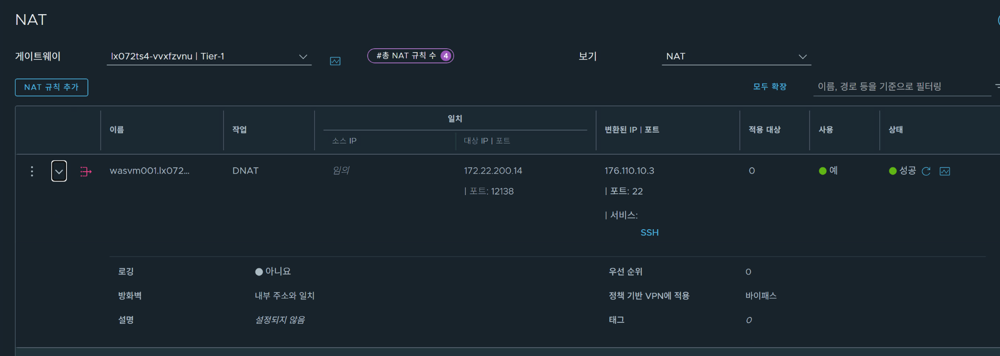 NAT
게이트웨이
lx072ts4-vvxfzvnu | Tier-1
#총 NAT 규칙 수 4
보기
NAT
NAT 규칙 추가
모두 확장
이름, 경로 등을 기준으로 필터링
이름
작업
일치
소스 IP
대상 IP | 포트
변환된 IP | 포트
적용 대상
사용
상태
wasvm001.lx072...
DNAT
임의
172.22.200.14
| 포트: 12138
176.110.10.3
| 포트: 22
| 서비스:
SSH
0
예
성공
로깅
아니요
우선 순위
0
방화벽
내부 주소와 일치
정책 기반 VPN에 적용
바이패스
설명
설정되지 않음
태그
0